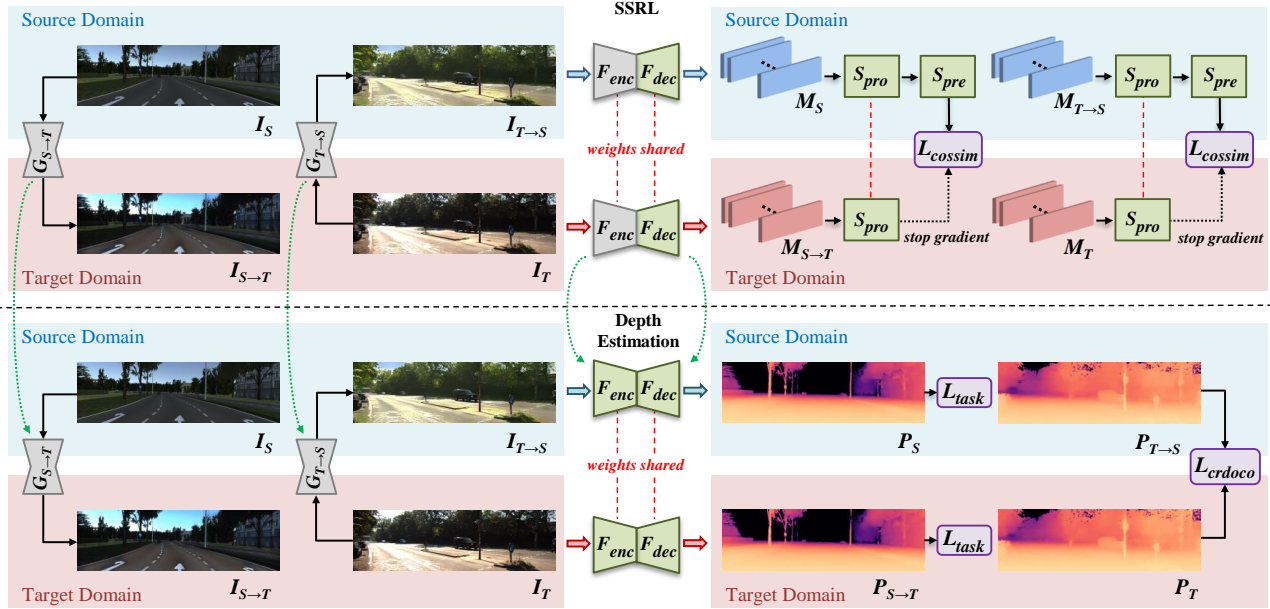 SSRL
Source Domain
Source Domain
I_S
I_{T→S}
G_{S→T}
G_{T→S}
F_enc
F_dec
M_S
S_pro
S_pre
M_{T→S}
S_pro
S_pre
weights shared
L_cossim
L_cossim
F_enc
F_dec
M_{S→T}
S_pro
stop gradient
M_T
S_pro
stop gradient
Target Domain
I_{S→T}
I_T
Target Domain
Depth
Estimation
Source Domain
Source Domain
I_S
I_{T→S}
G_{S→T}
G_{T→S}
F_enc
F_dec
L_task
P_S
P_{T→S}
weights shared
L_crdoco
F_enc
F_dec
L_task
Target Domain
I_{S→T}
I_T
Target Domain
P_{S→T}
P_T